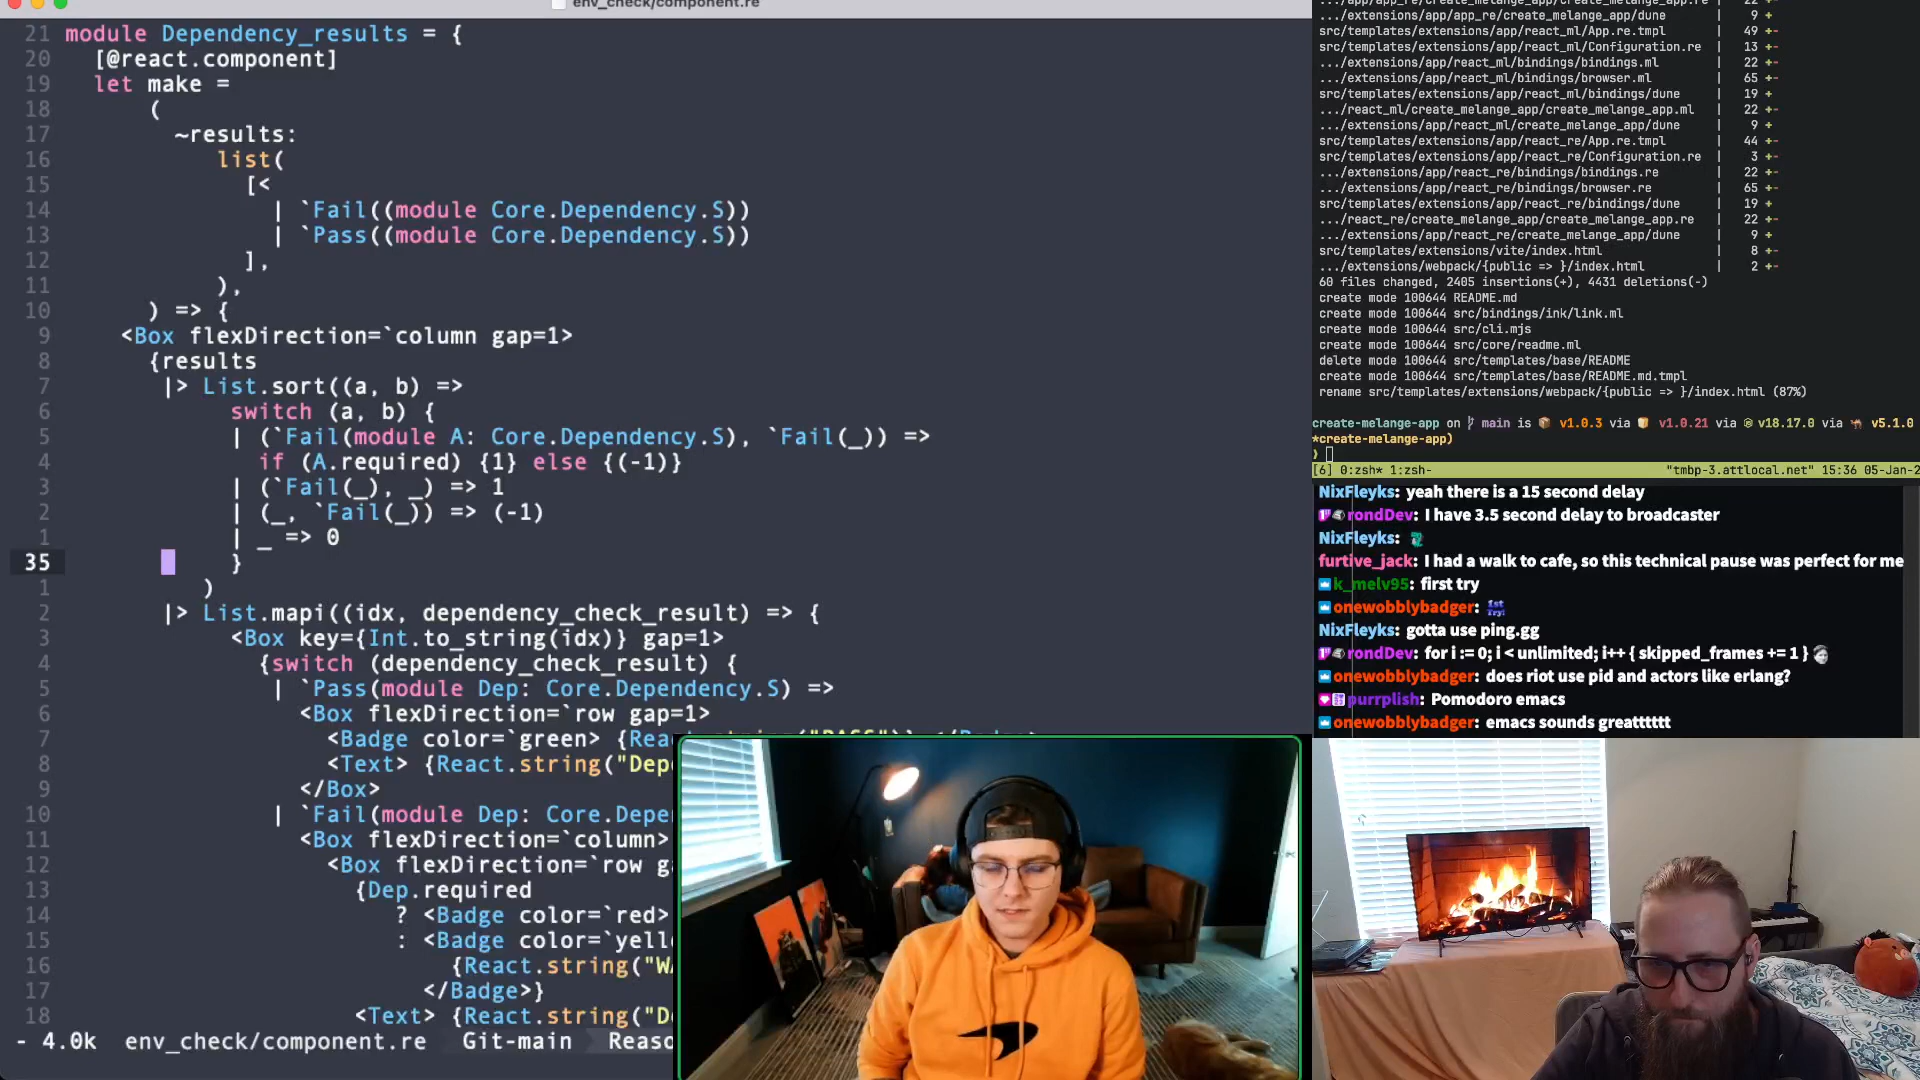 env_check/component.re
21 module Dependency_results = {
20 [@react.component]
19 let make =
18 (
17 ~results:
16 list(
15 [<
14 | `Fail((module Core.Dependency.S))
13 | `Pass((module Core.Dependency.S))
12 ],
11 ),
10 ) => {
9 <Box flexDirection=`column gap=1>
8 {results
7 |> List.sort((a, b) =>
6 switch (a, b) {
5 | (`Fail(module A: Core.Dependency.S), `Fail(_)) =>
4 if (A.required) {1} else {(-1)}
3 | (`Fail(_), _) => 1
2 | (_, `Fail(_)) => (-1)
1 | _ => 0
35 }
1 )
2 |> List.mapi((idx, dependency_check_result) => {
3 <Box key={Int.to_string(idx)} gap=1>
4 {switch (dependency_check_result) {
5 | `Pass(module Dep: Core.Dependency.S) =>
6 <Box flexDirection=`row gap=1>
7 <Badge color=`green> {Rea
8 <Text> {React.string("Dep
9 </Box>
10 | `Fail(module Dep: Core.Depe
11 <Box flexDirection=`column>
12 <Box flexDirection=`row g
13 {Dep.required
14 ? <Badge color=`red>
15 : <Badge color=`yell
16 {React.string("W
17 </Badge>}
18 <Text> {React.string("D
- 4.0k env_check/component.re Git-main Reaso
.../extensions/app/app_re/create_melange_app/dune | 9 +
src/templates/extensions/app/react_ml/App.re.tmpl | 49 +-
src/templates/extensions/app/react_ml/Configuration.re | 13 +-
.../extensions/app/react_ml/bindings/bindings.ml | 22 +-
.../extensions/app/react_ml/bindings/browser.ml | 65 +-
src/templates/extensions/app/react_ml/bindings/dune | 19 +
.../react_ml/create_melange_app/create_melange_app.ml | 22 +-
.../extensions/app/react_ml/create_melange_app/dune | 9 +
src/templates/extensions/app/react_re/App.re.tmpl | 44 +-
src/templates/extensions/app/react_re/Configuration.re | 3 +-
.../extensions/app/react_re/bindings/bindings.re | 22 +-
.../extensions/app/react_re/bindings/browser.re | 65 +-
src/templates/extensions/app/react_re/bindings/dune | 19 +
.../react_re/create_melange_app/create_melange_app.re | 22 +-
.../extensions/app/react_re/create_melange_app/dune | 9 +
src/templates/extensions/vite/index.html | 8 +-
.../extensions/webpack/{public => }/index.html | 2 +-
60 files changed, 2405 insertions(+), 4431 deletions(-)
create mode 100644 README.md
create mode 100644 src/bindings/ink/link.ml
create mode 100644 src/cli.mjs
create mode 100644 src/core/readme.ml
delete mode 100644 src/templates/base/README
create mode 100644 src/templates/base/README.md.tmpl
rename src/templates/extensions/webpack/{public => }/index.html (87%)
create-melange-app on main is v1.0.3 via v1.0.21 via v18.17.0 via v5.1.0
*create-melange-app)
[6] 0:zsh* 1:zsh- "tmbp-3.attlocal.net" 15:36 05-Jan-2
NixFleyks: yeah there is a 15 second delay
rondDev: I have 3.5 second delay to broadcaster
NixFleyks:
furtive_jack: I had a walk to cafe, so this technical pause was perfect for me
k_melv95: first try
onewobblybadger: 1st Try!
NixFleyks: gotta use ping.gg
rondDev: for i := 0; i < unlimited; i++ { skipped_frames += 1 }
onewobblybadger: does riot use pid and actors like erlang?
purrplish: Pomodoro emacs
onewobblybadger: emacs sounds greatttttt